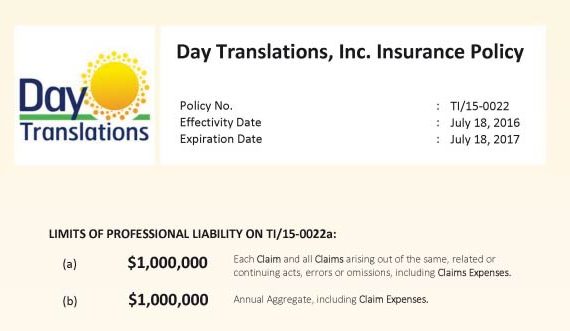 Day
Translations
Day Translations, Inc. Insurance Policy
Policy No. : TI/15-0022
Effectivity Date : July 18, 2016
Expiration Date : July 18, 2017
LIMITS OF PROFESSIONAL LIABILITY ON TI/15-0022a:
(a) $1,000,000 Each Claim and all Claims arising out of the same, related or
continuing acts, errors or omissions, including Claims Expenses.
(b) $1,000,000 Annual Aggregate, including Claim Expenses.